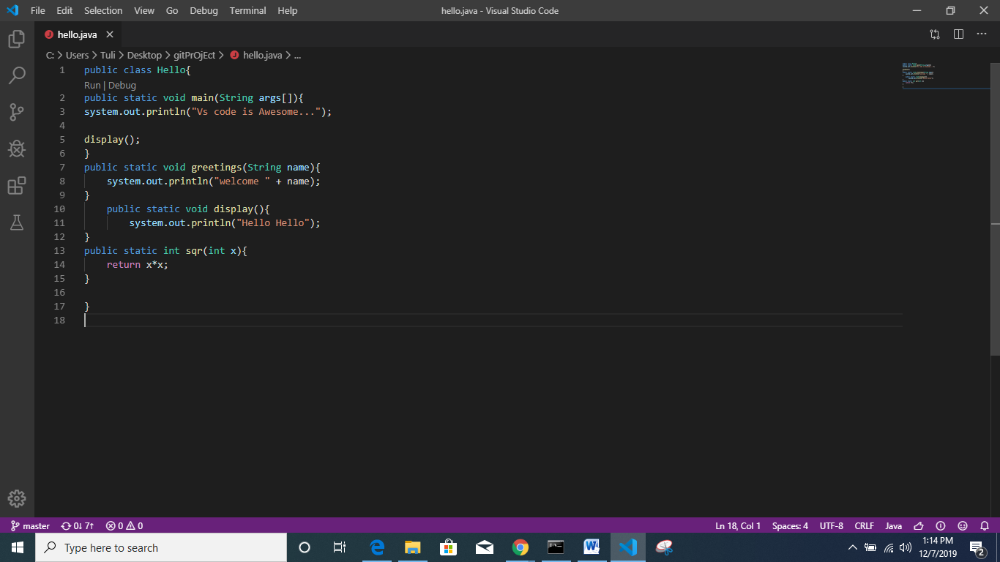 File Edit Selection View Go Debug Terminal Help hello.java - Visual Studio Code
hello.java
C: > Users > Tuli > Desktop > gitPrOjEct > hello.java > ...
1 public class Hello{
Run | Debug
2 public static void main(String args[]){
3 system.out.println("Vs code is Awesome...");
4
5 display();
6 }
7 public static void greetings(String name){
8     system.out.println("welcome " + name);
9 }
10     public static void display(){
11         system.out.println("Hello Hello");
12 }
13 public static int sqr(int x){
14     return x*x;
15 }
16
17 }
18
master 0↓ 7↑ 0 0 Ln 18, Col 1 Spaces: 4 UTF-8 CRLF Java
Type here to search
1:14 PM
12/7/2019
2